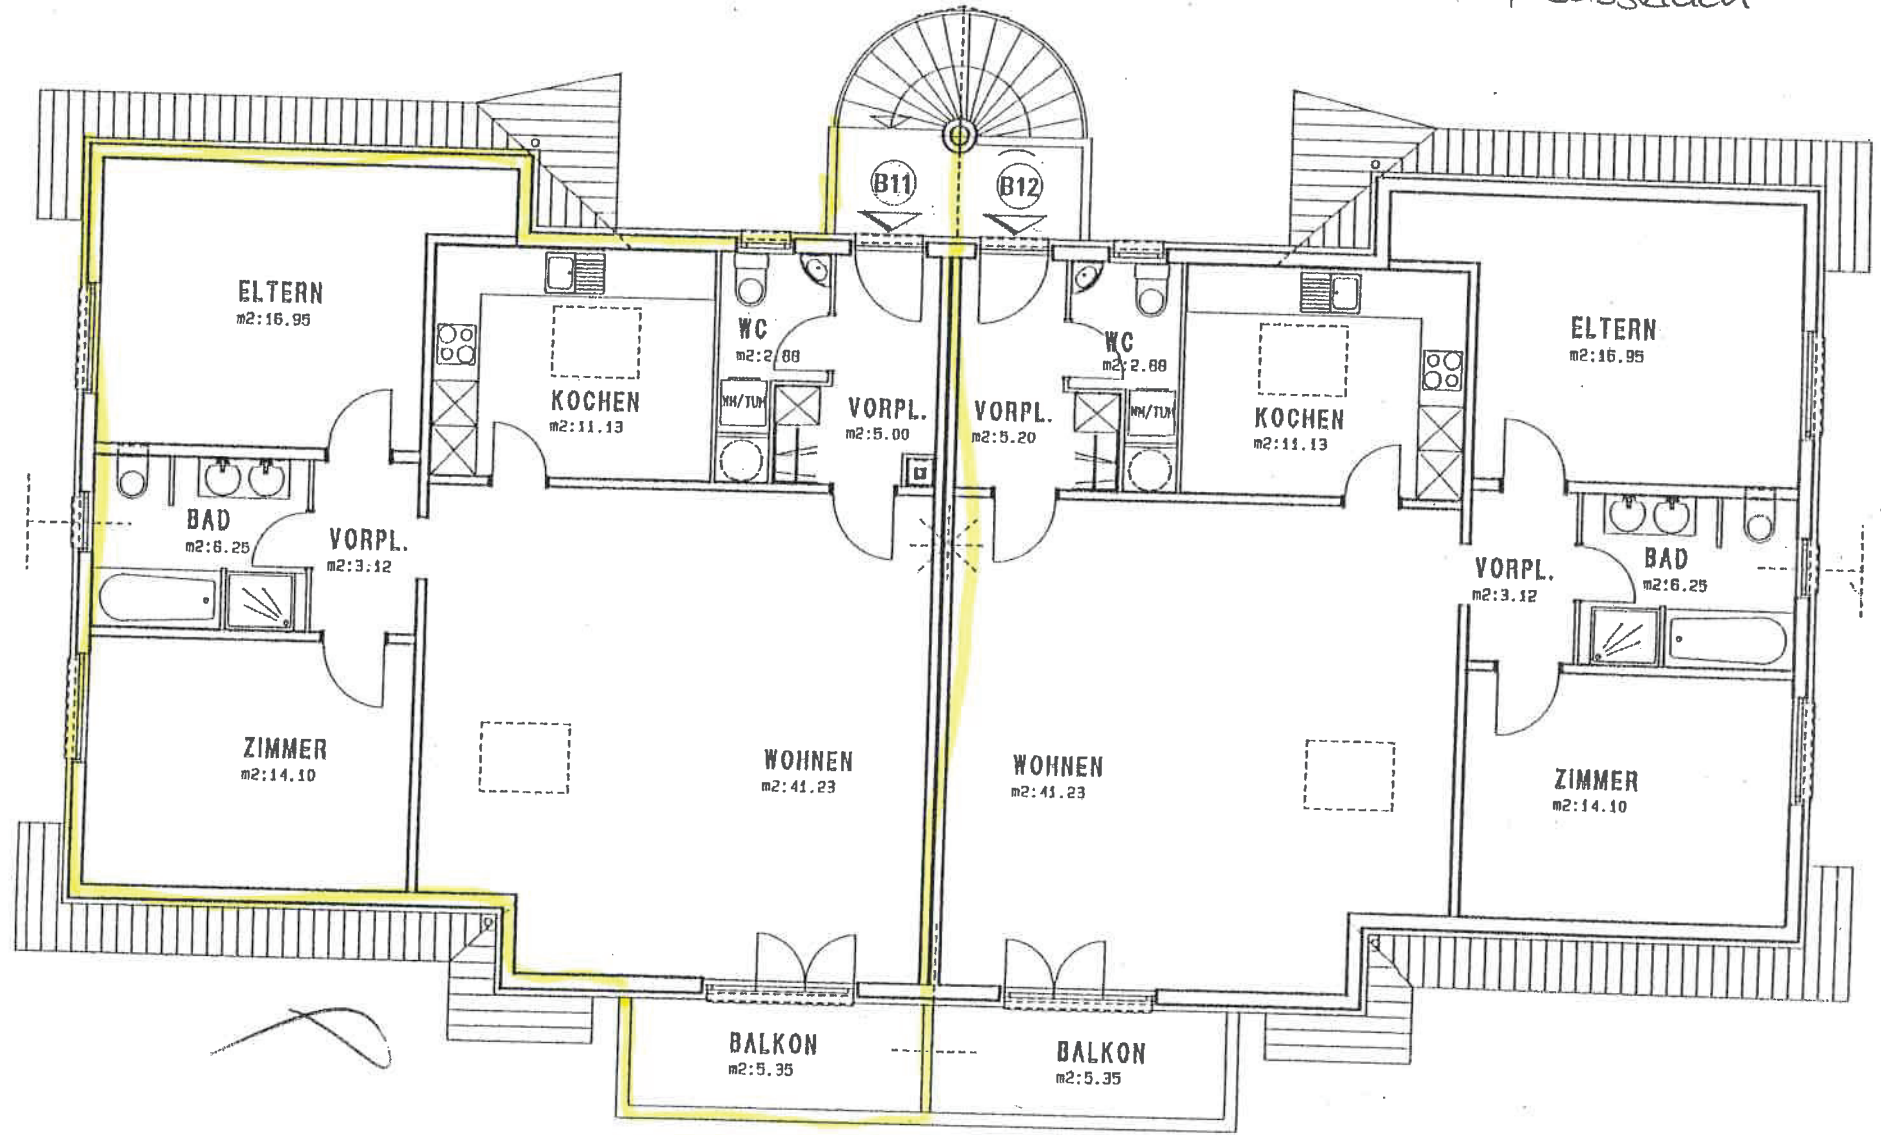 B11
B12
ELTERN
m2:16.95
KOCHEN
m2:11.13
WC
m2:2.88
WM/TUM
VORPL.
m2:5.00
VORPL.
m2:5.20
WC
m2:2.88
WM/TUM
KOCHEN
m2:11.13
ELTERN
m2:16.95
BAD
m2:6.25
VORPL.
m2:3.12
VORPL.
m2:3.12
BAD
m2:6.25
ZIMMER
m2:14.10
WOHNEN
m2:41.23
WOHNEN
m2:41.23
ZIMMER
m2:14.10
BALKON
m2:5.35
BALKON
m2:5.35